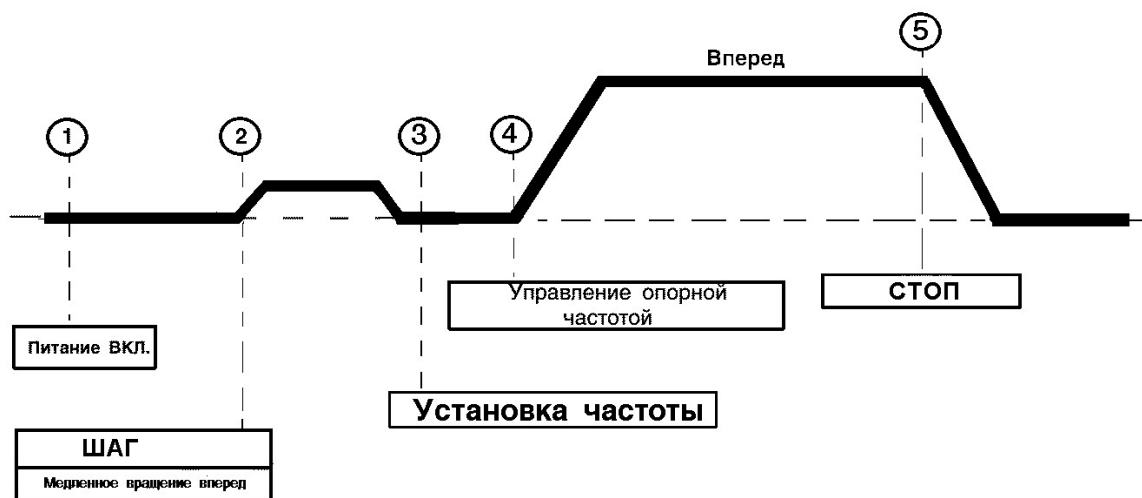 5
Вперед
1
2
3
4
Управление опорной
частотой
СТОП
Питание ВКЛ.
Установка частоты
ШАГ
Медленное вращение вперед